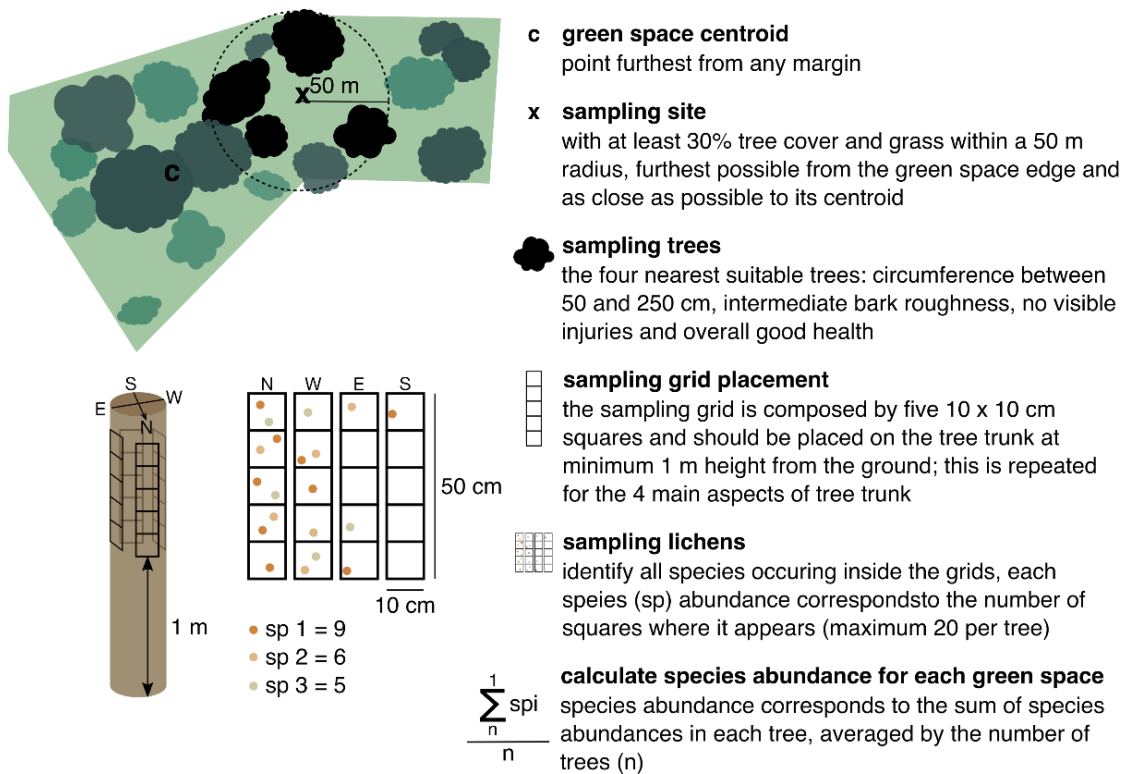 50 m
x
c
c green space centroid
point furthest from any margin
x sampling site
with at least 30% tree cover and grass within a 50 m
radius, furthest possible from the green space edge and
as close as possible to its centroid
sampling trees
the four nearest suitable trees: circumference between
50 and 250 cm, intermediate bark roughness, no visible
injuries and overall good health
S
E W
N
1 m
N W E S
50 cm
10 cm
sp 1 = 9
sp 2 = 6
sp 3 = 5
sampling grid placement
the sampling grid is composed by five 10 x 10 cm
squares and should be placed on the tree trunk at
minimum 1 m height from the ground; this is repeated
for the 4 main aspects of tree trunk
sampling lichens
identify all species occuring inside the grids, each
speies (sp) abundance correspondsto the number of
squares where it appears (maximum 20 per tree)
1
∑ spi
n
n
calculate species abundance for each green space
species abundance corresponds to the sum of species
abundances in each tree, averaged by the number of
trees (n)